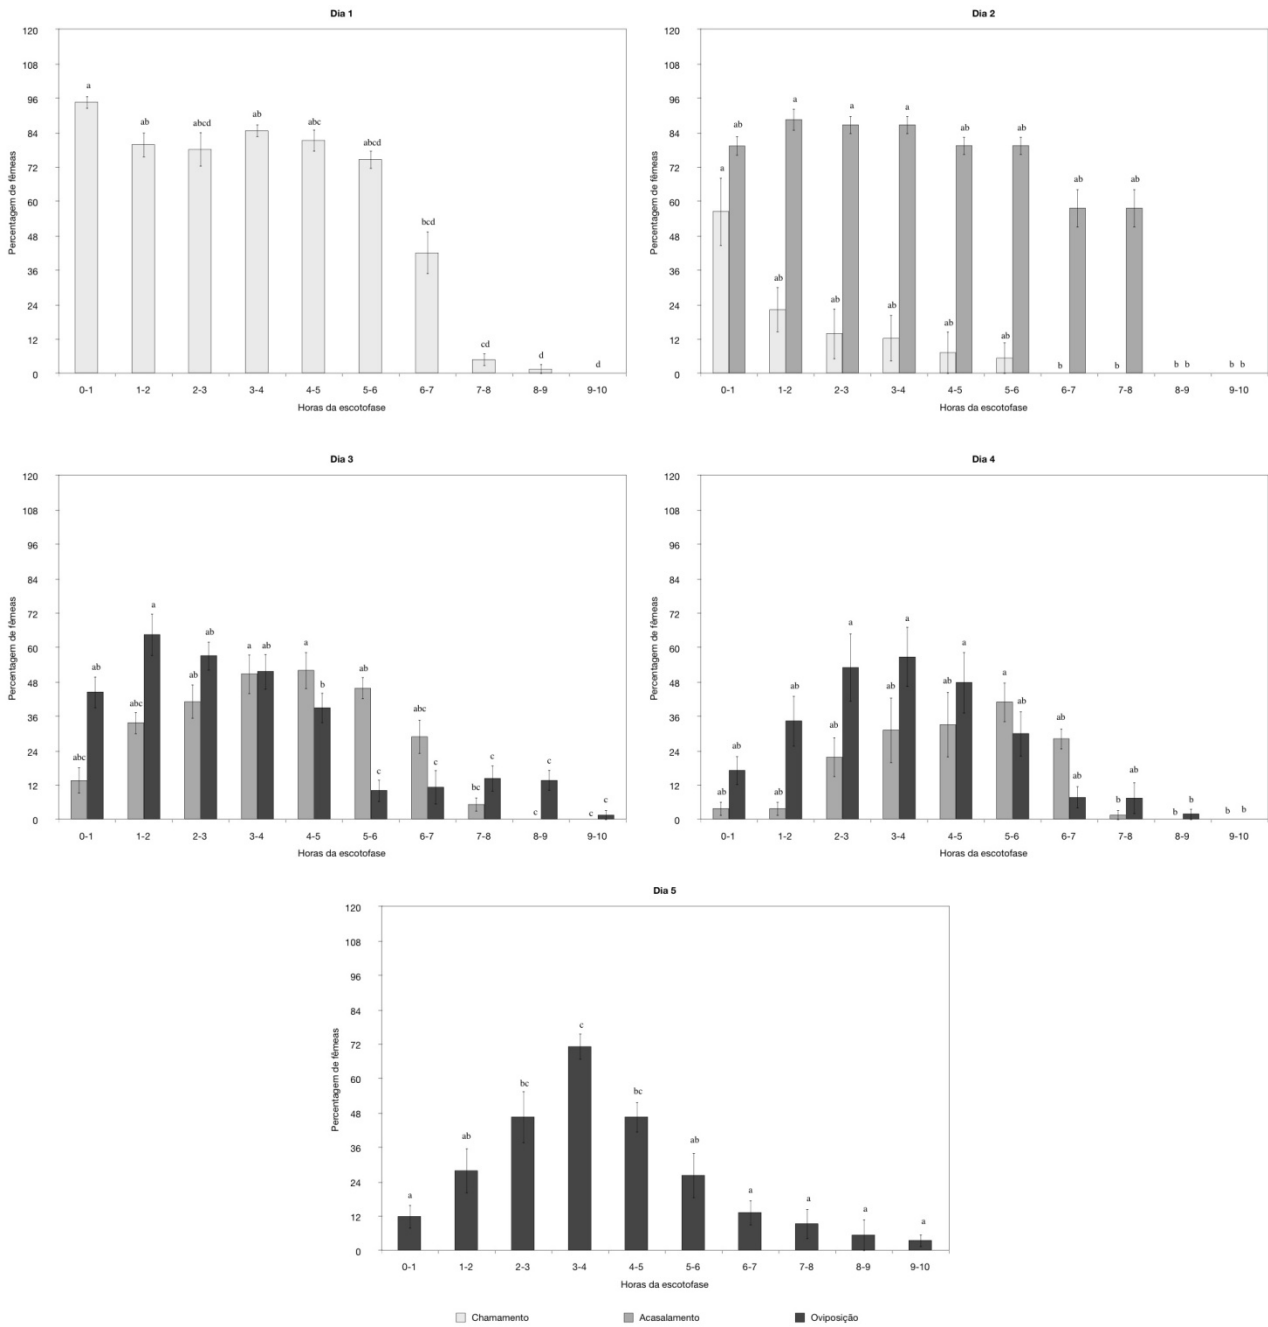 Dia 1
Percentagem de fêmeas
120
108
96
84
72
60
48
36
24
12
0
a
ab
abcd
ab
abc
abcd
bcd
cd
d
d
0-1 1-2 2-3 3-4 4-5 5-6 6-7 7-8 8-9 9-10
Horas da escotofase
Dia 2
Percentagem de fêmeas
120
108
96
84
72
60
48
36
24
12
0
a ab
ab a
ab a
ab a
ab ab
ab ab
b ab
b ab
b b
b b
0-1 1-2 2-3 3-4 4-5 5-6 6-7 7-8 8-9 9-10
Horas da escotofase
Dia 3
Percentagem de fêmeas
120
108
96
84
72
60
48
36
24
12
0
abc ab
abc a
ab ab
a ab
a b
ab c
abc c
bc c
c c
c c
0-1 1-2 2-3 3-4 4-5 5-6 6-7 7-8 8-9 9-10
Horas da escotofase
Dia 4
Percentagem de fêmeas
120
108
96
84
72
60
48
36
24
12
0
ab ab
ab ab
ab a
ab a
ab a
a ab
ab ab
b ab
b b
b b
0-1 1-2 2-3 3-4 4-5 5-6 6-7 7-8 8-9 9-10
Horas da escotofase
Dia 5
Percentagem de fêmeas
120
108
96
84
72
60
48
36
24
12
0
a
ab
bc
c
bc
ab
a
a
a
a
0-1 1-2 2-3 3-4 4-5 5-6 6-7 7-8 8-9 9-10
Horas da escotofase
Chamamento Acasalamento Oviposição